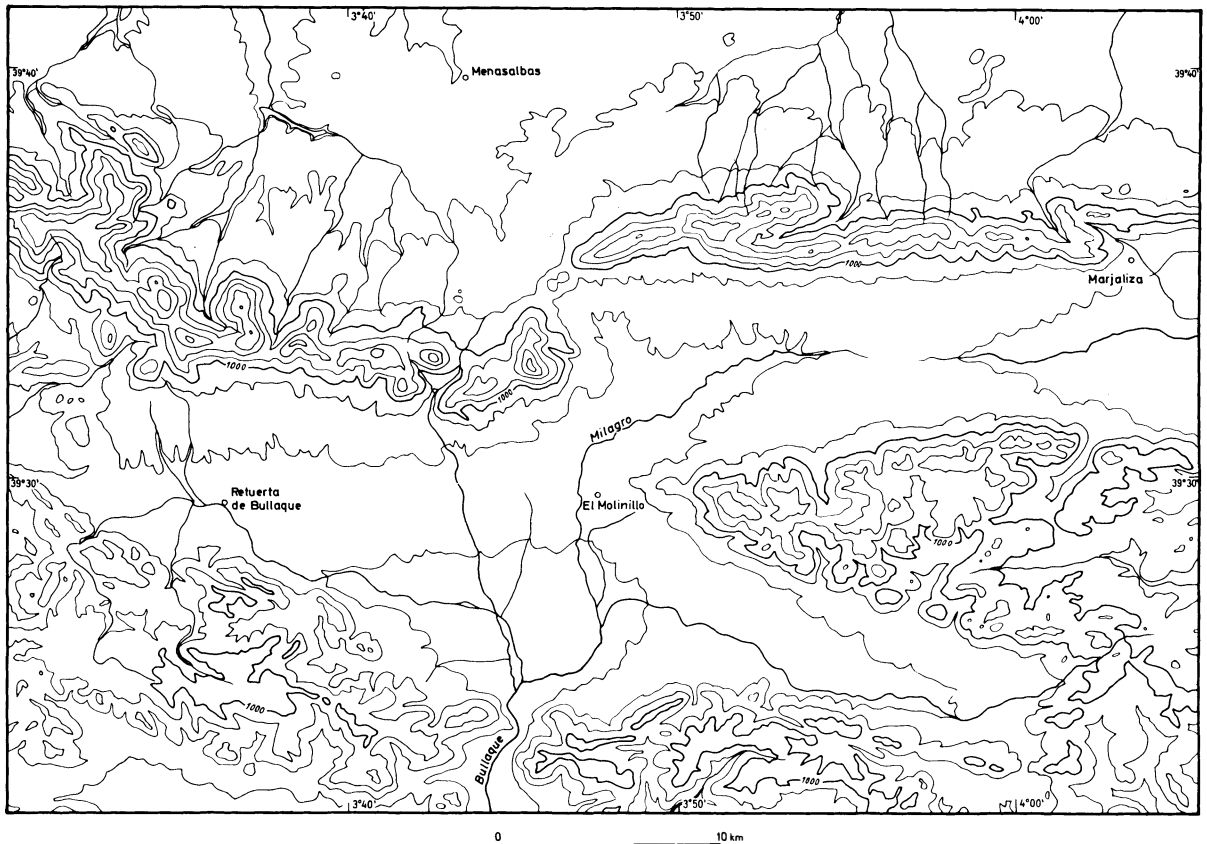 3°40' 3°50' 4°00'
39°40' Menasalbas 39°40'
1000
Marjaliza
1000
1000
Milagro
39°30' 39°30'
Retuerta
de Bullaque
El Molinillo
1000
1000
Bullaque
1000
3°40' 3°50' 4°00'
0 10 km